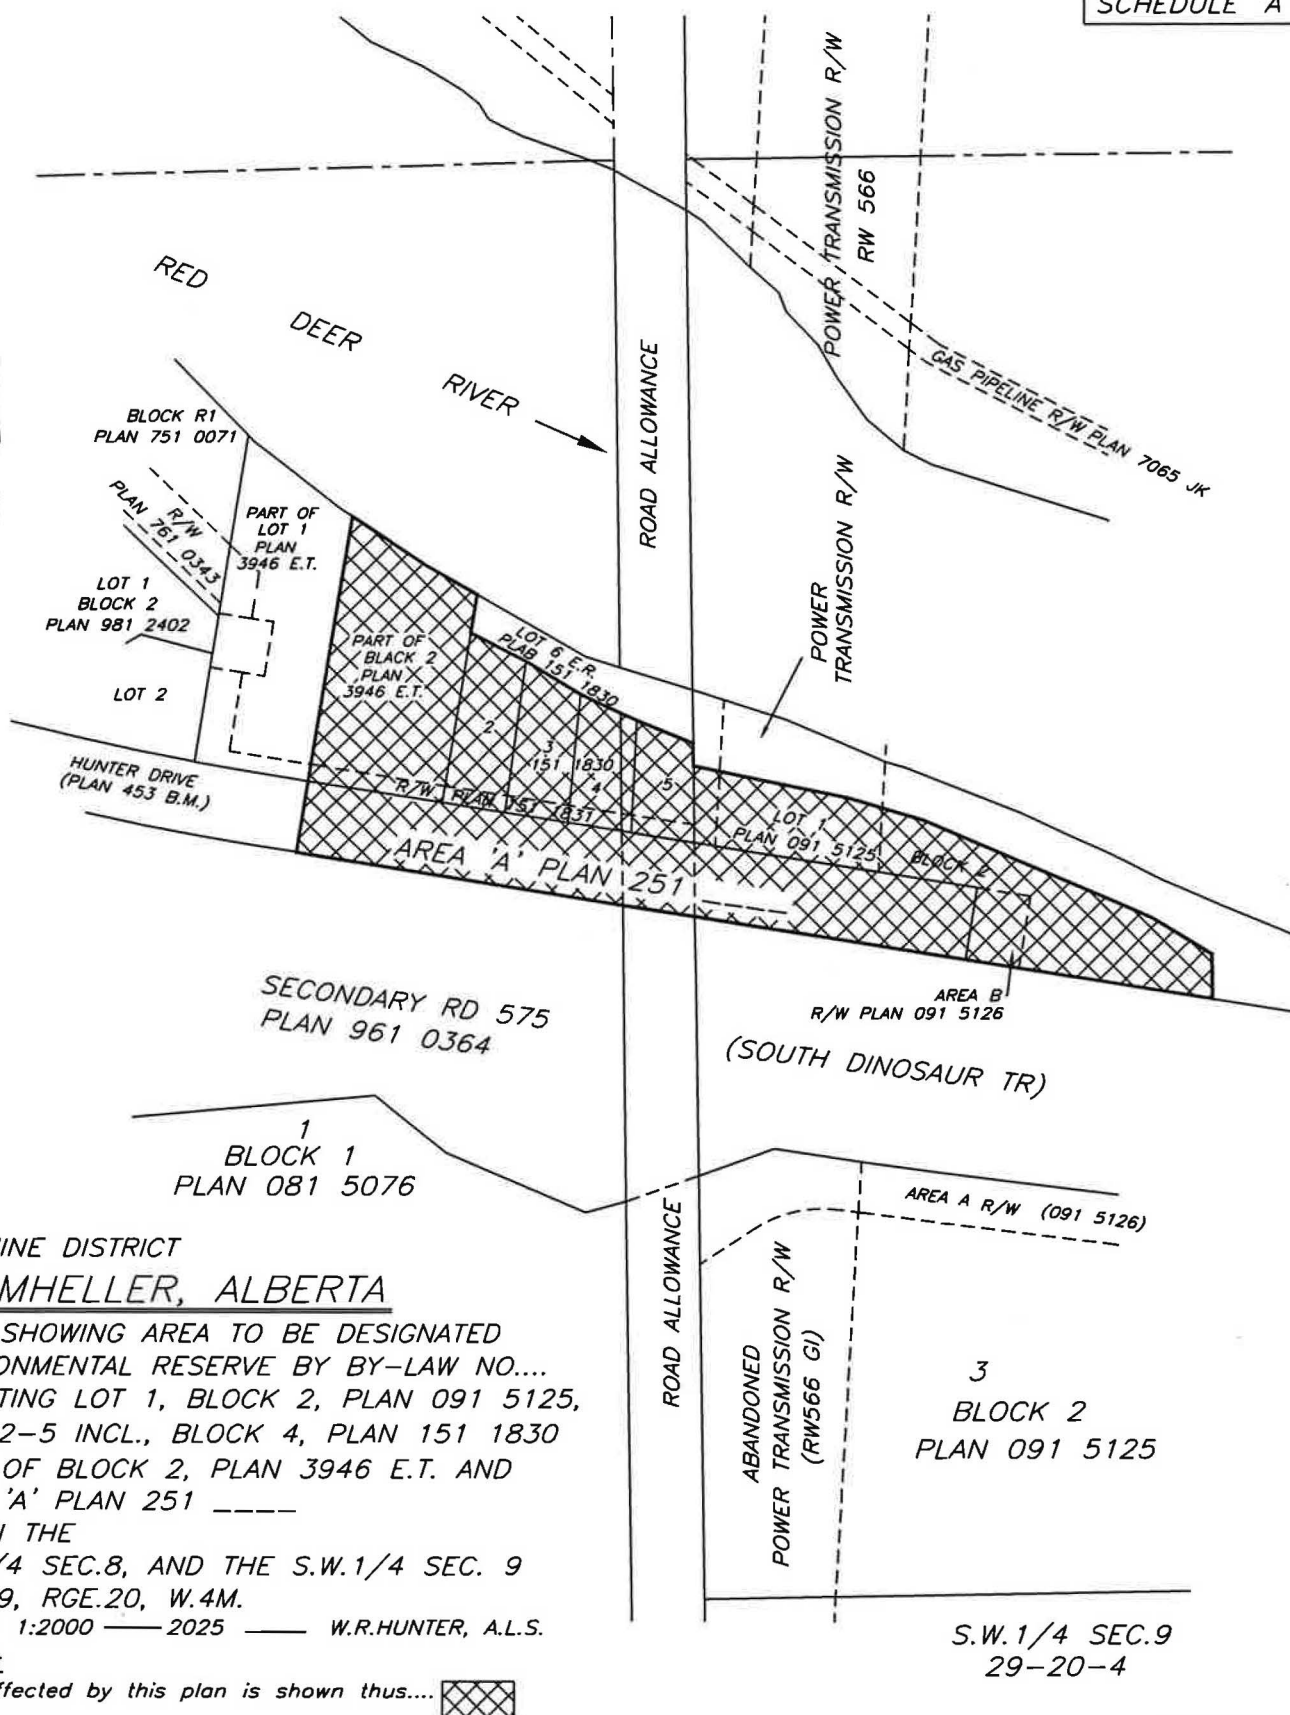 SCHEDULE 'A
POWER TRANSMISSION R/W
RW 566
RED
DEER
RIVER
ROAD ALLOWANCE
GAS PIPELINE R/W PLAN 7065 JK
BLOCK R1
PLAN 751 0071
R/W
PLAN 761 0343
PART OF
LOT 1
PLAN
3946 E.T.
LOT 1
BLOCK 2
PLAN 981 2402
LOT 2
POWER
TRANSMISSION R/W
PART OF
BLACK 2
PLAN
3946 E.T.
LOT 6 E.R.
PLAB 151 1830
2
3
151 1830
4
5
HUNTER DRIVE
(PLAN 453 B.M.)
R/W PLAN 151 1831
LOT 1
PLAN 091 5125
BLOCK 2
AREA 'A' PLAN 251 ____
AREA B
R/W PLAN 091 5126
SECONDARY RD 575
PLAN 961 0364
(SOUTH DINOSAUR TR)
1
BLOCK 1
PLAN 081 5076
AREA A R/W (091 5126)
ROAD ALLOWANCE
ABANDONED
POWER TRANSMISSION R/W
(RW566 GI)
3
BLOCK 2
PLAN 091 5125
INE DISTRICT
MHELLER, ALBERTA
SHOWING AREA TO BE DESIGNATED
ONMENTAL RESERVE BY BY-LAW NO....
TING LOT 1, BLOCK 2, PLAN 091 5125,
2-5 INCL., BLOCK 4, PLAN 151 1830
OF BLOCK 2, PLAN 3946 E.T. AND
'A' PLAN 251 ____
THE
/4 SEC.8, AND THE S.W.1/4 SEC. 9
9, RGE.20, W.4M.
1:2000 — 2025 — W.R.HUNTER, A.L.S.
ffected by this plan is shown thus....
S.W.1/4 SEC.9
29-20-4